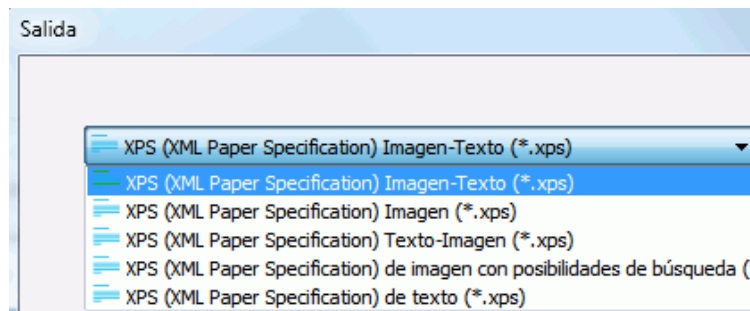 Salida
XPS (XML Paper Specification) Imagen-Texto (*.xps)
XPS (XML Paper Specification) Imagen-Texto (*.xps)
XPS (XML Paper Specification) Imagen (*.xps)
XPS (XML Paper Specification) Texto-Imagen (*.xps)
XPS (XML Paper Specification) de imagen con posibilidades de búsqueda (
XPS (XML Paper Specification) de texto (*.xps)